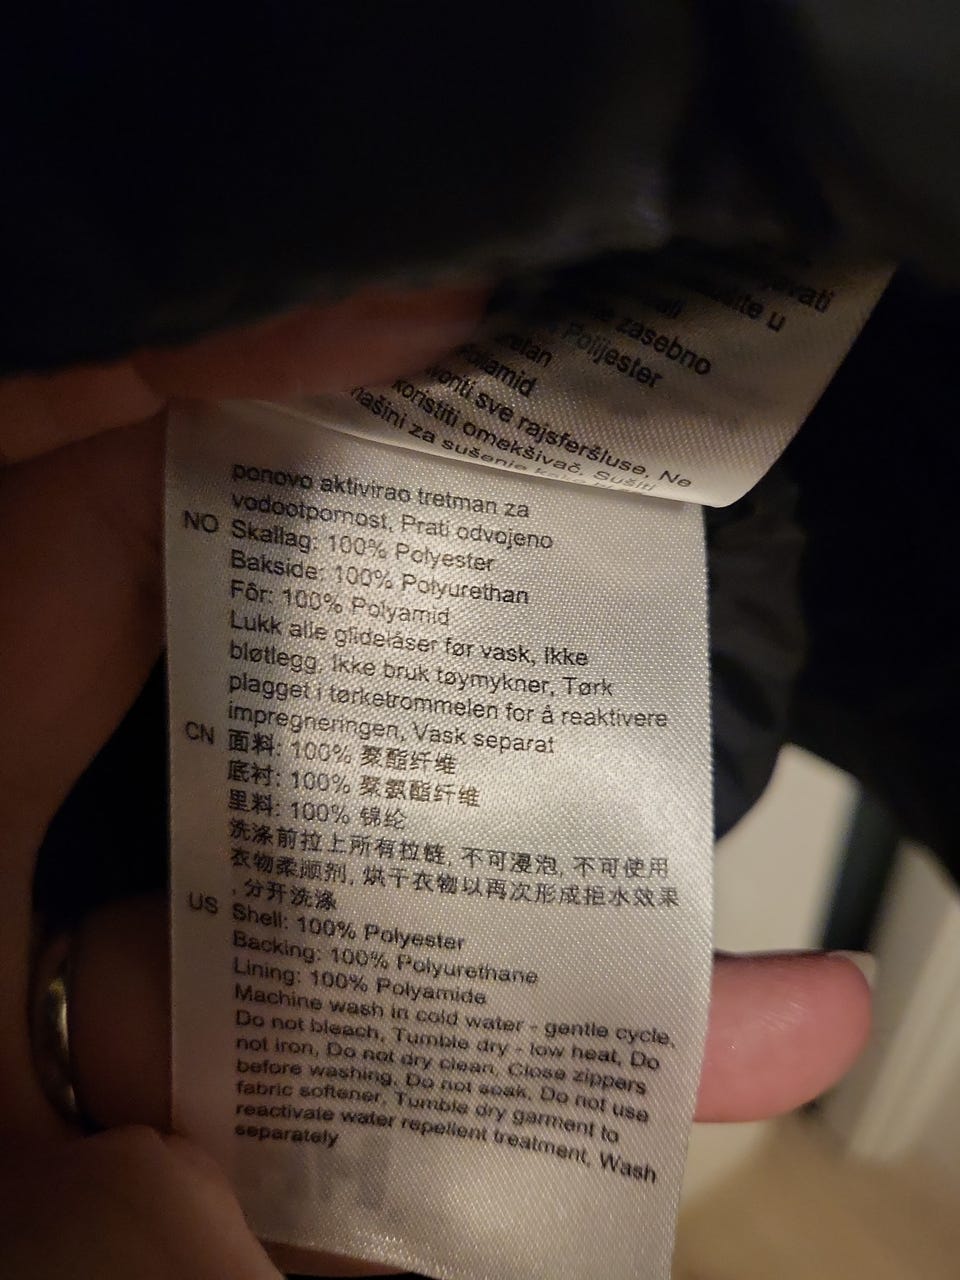 zasebno
Polijester
koristiti omekšivač. Sušiti
sve rajsferšluse, Ne
za sušenje
ponovo aktivirao tretman za
vodootpornost, Prati odvojeno
NO Skallag: 100% Polyester
Bakside: 100% Polyurethan
Fôr: 100% Polyamid
Lukk alle glidelåser før vask, Ikke
bløtlegg, Ikke bruk tøymykner, Tørk
plagget i tørketrommelen for å reaktivere
impregneringen, Vask separat
CN 面料: 100% 聚酯纤维
底衬: 100% 聚氨酯纤维
里料: 100% 锦纶
洗涤前拉上所有拉链, 不可浸泡, 不可使用
衣物柔顺剂, 烘干衣物以再次形成拒水效果
, 分开洗涤
US Shell: 100% Polyester
Backing: 100% Polyurethane
Lining: 100% Polyamide
Machine wash in cold water - gentle cycle,
Do not bleach, Tumble dry - low heat, Do
not iron, Do not dry clean, Close zippers
before washing, Do not soak, Do not use
fabric softener, Tumble dry garment to
reactivate water repellent treatment, Wash
separately